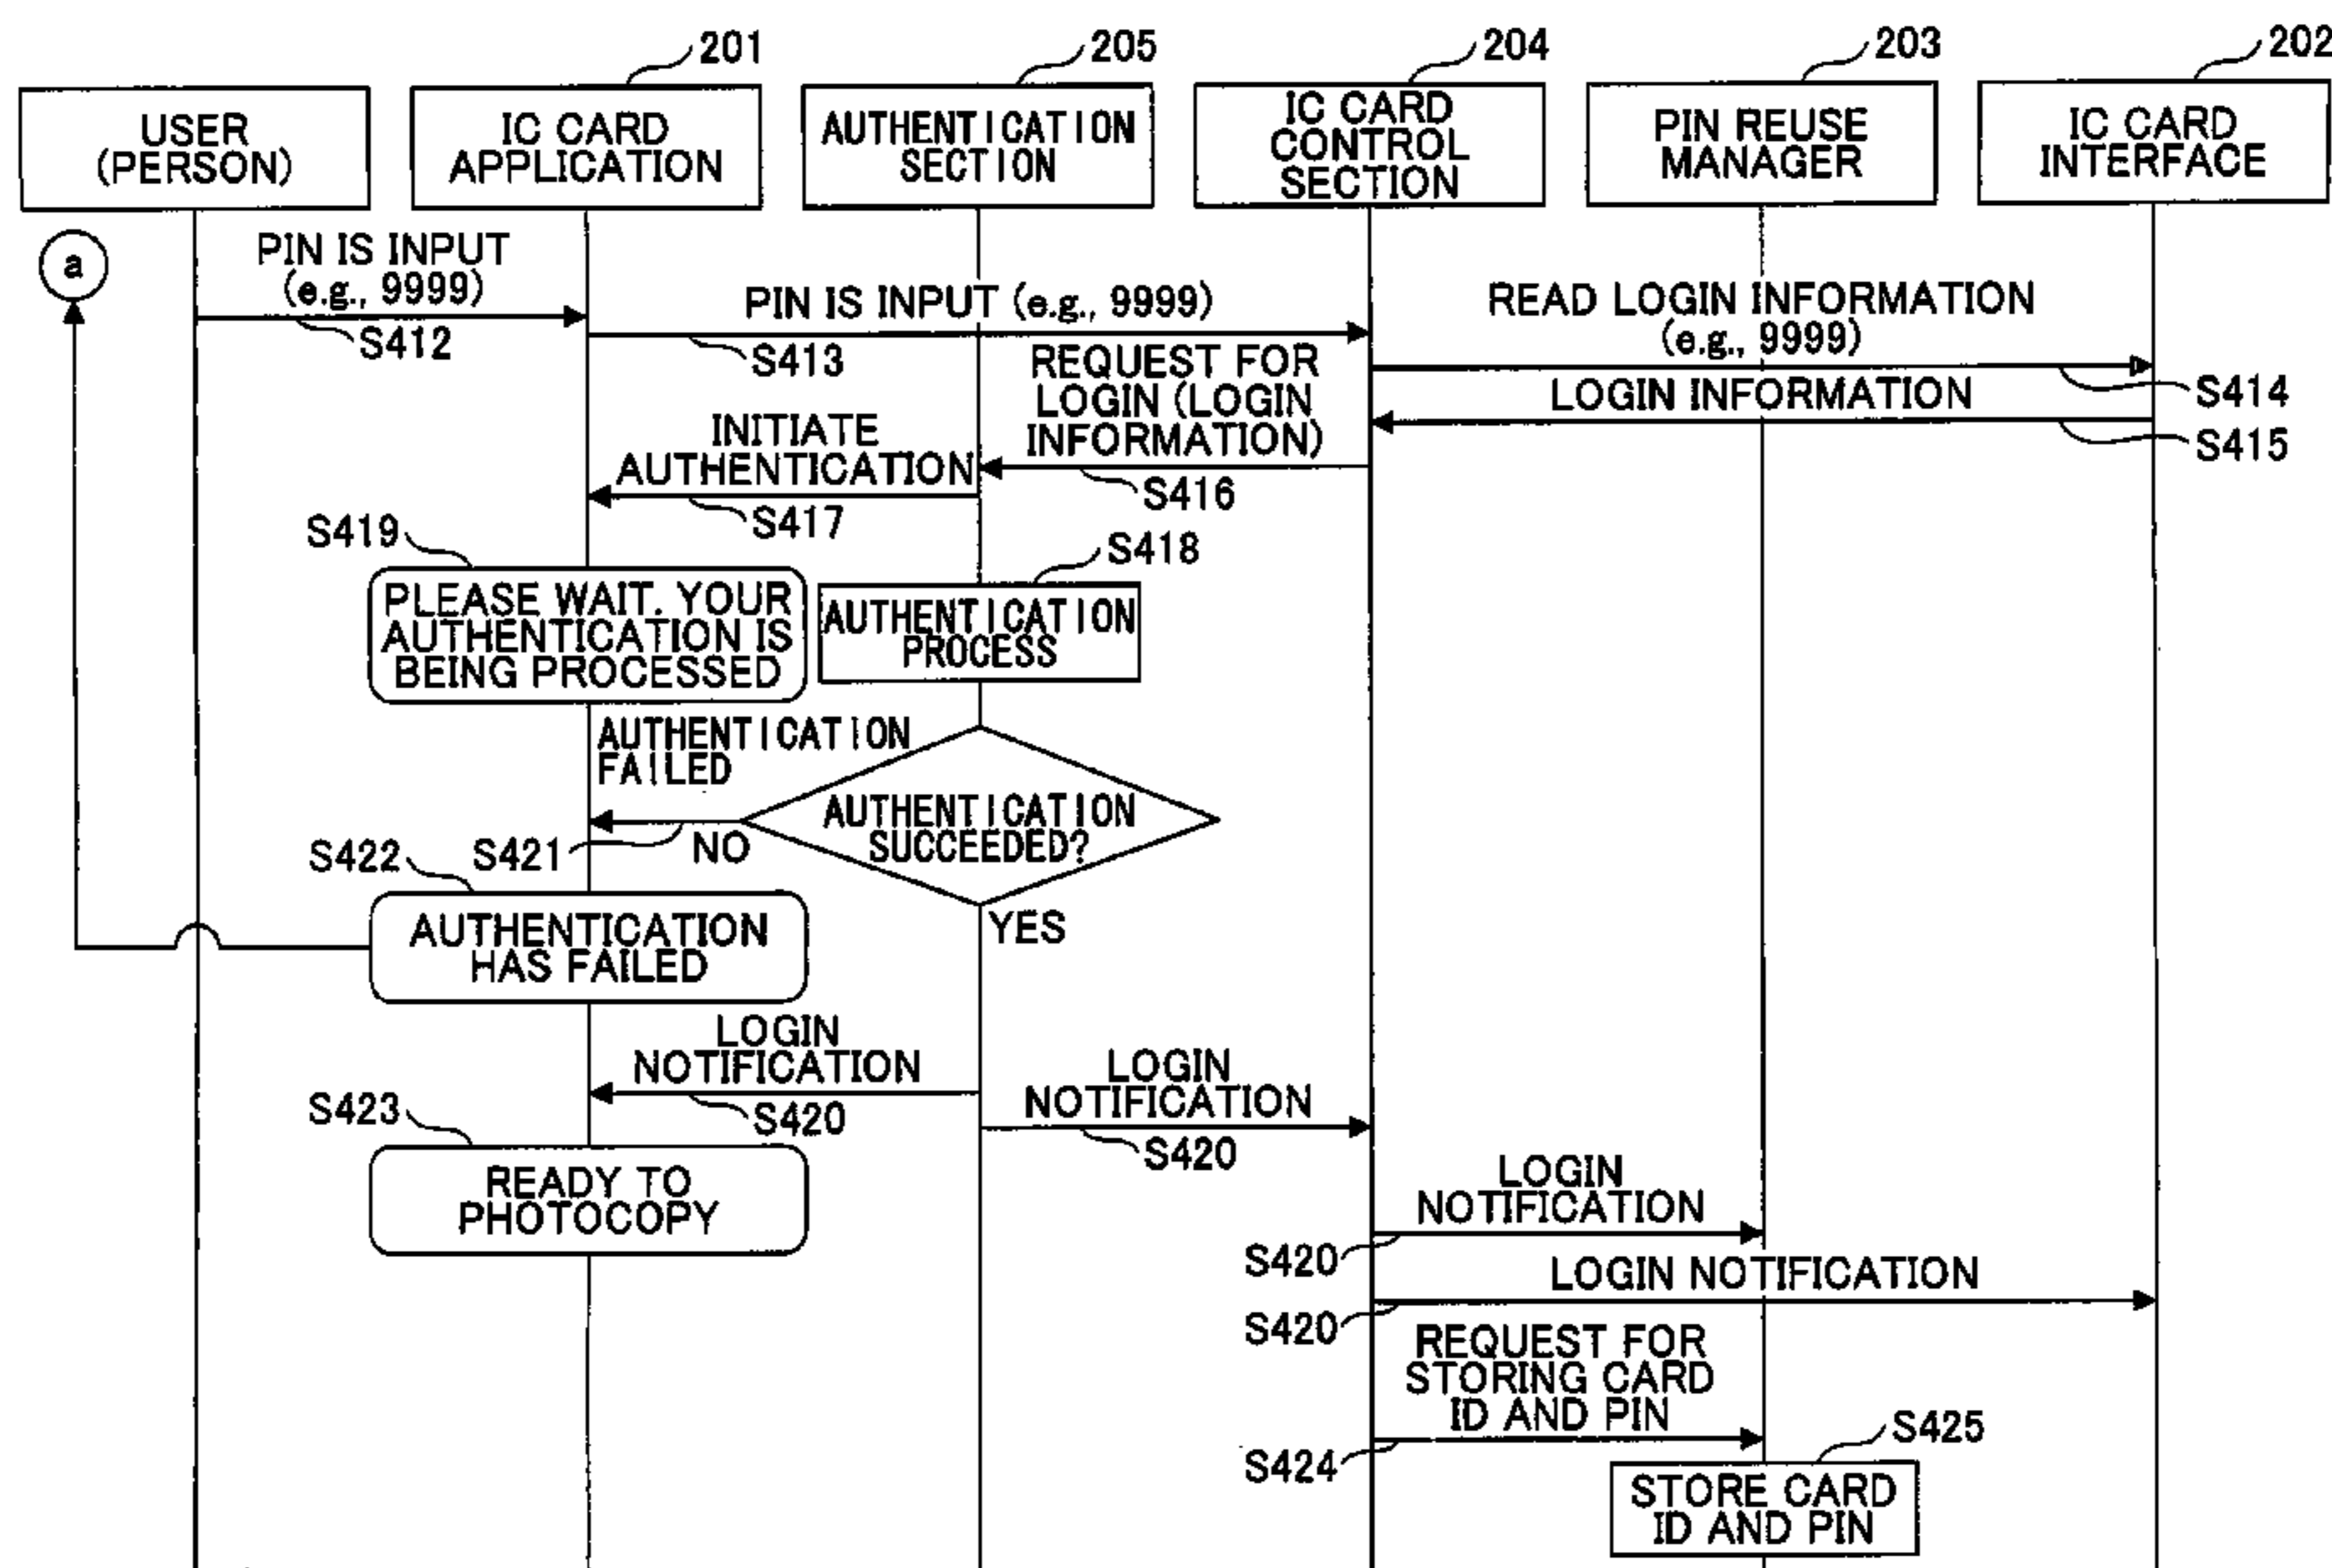 201
205
204
203
202
USER
(PERSON)
IC CARD
APPLICATION
AUTHENTICATION
SECTION
IC CARD
CONTROL
SECTION
PIN REUSE
MANAGER
IC CARD
INTERFACE
a
PIN IS INPUT
(e.g., 9999)
S412
PIN IS INPUT (e.g., 9999)
S413
READ LOGIN INFORMATION
(e.g., 9999)
S414
LOGIN INFORMATION
S415
REQUEST FOR
LOGIN (LOGIN
INFORMATION)
S416
INITIATE
AUTHENTICATION
S417
S419
S418
PLEASE WAIT. YOUR
AUTHENTICATION IS
BEING PROCESSED
AUTHENTICATION
PROCESS
AUTHENTICATION
FAILED
AUTHENTICATION
SUCCEEDED?
S421
NO
S422
YES
AUTHENTICATION
HAS FAILED
LOGIN
NOTIFICATION
S420
LOGIN
NOTIFICATION
S420
S423
READY TO
PHOTOCOPY
LOGIN
NOTIFICATION
S420
LOGIN NOTIFICATION
S420
REQUEST FOR
STORING CARD
ID AND PIN
S424
S425
STORE CARD
ID AND PIN